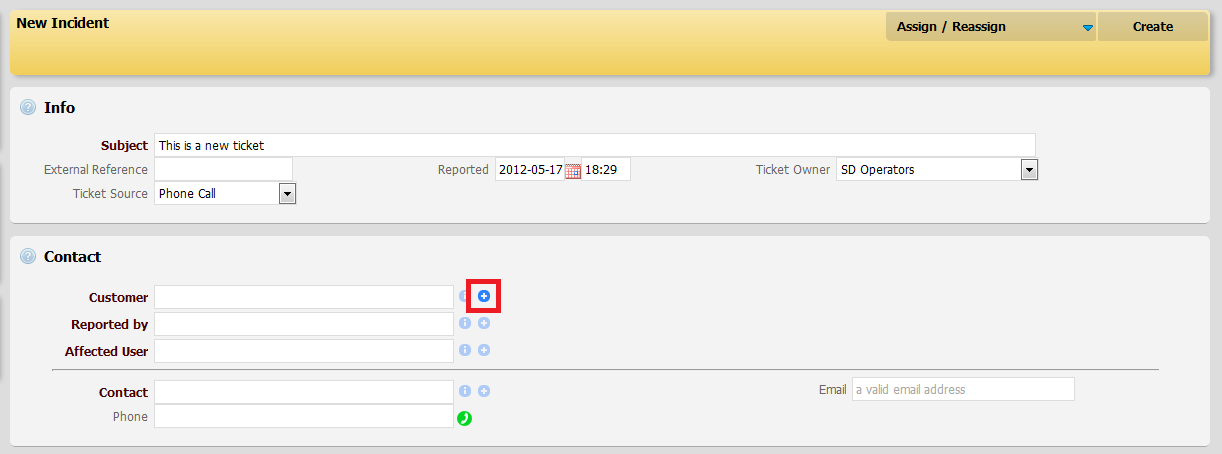 New Incident
Assign / Reassign
Create
Info
Subject This is a new ticket
External Reference Reported 2012-05-17 18:29 Ticket Owner SD Operators
Ticket Source Phone Call
Contact
Customer
Reported by
Affected User
Contact Email a valid email address
Phone